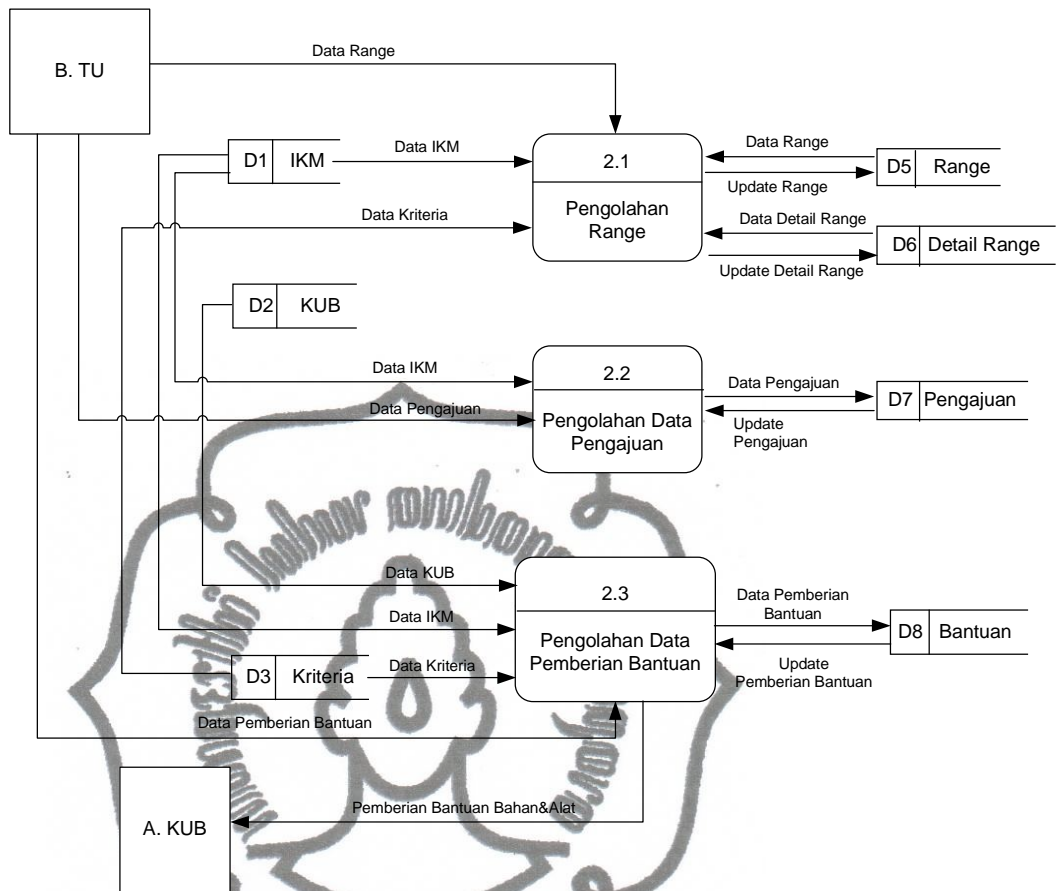 Data Range
B. TU
D1 IKM
Data IKM
2.1
Pengolahan
Range
Data Range
Update Range
D5 Range
Data Kriteria
Data Detail Range
Update Detail Range
D6 Detail Range
D2 KUB
Data IKM
2.2
Pengolahan Data
Pengajuan
Data Pengajuan
Data Pengajuan
Update
Pengajuan
D7 Pengajuan
Data KUB
2.3
Pengolahan Data
Pemberian Bantuan
Data Pemberian
Bantuan
D8 Bantuan
Update
Pemberian Bantuan
Data IKM
D3 Kriteria
Data Kriteria
Data Pemberian Bantuan
Pemberian Bantuan Bahan&Alat
A. KUB